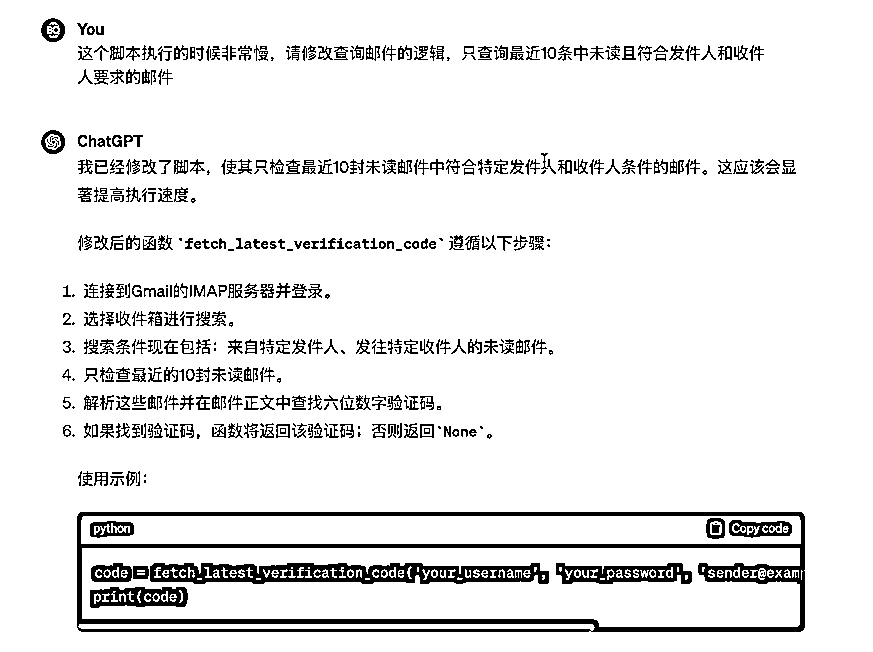 You
这个脚本执行的时候非常慢，请修改查询邮件的逻辑，只查询最近10条中未读且符合发件人和收件
人要求的邮件
ChatGPT
我已经修改了脚本，使其只检查最近10封未读邮件中符合特定发件人和收件人条件的邮件。这应该会显
著提高执行速度。
修改后的函数 `fetch_latest_verification_code` 遵循以下步骤：
1. 连接到Gmail的IMAP服务器并登录。
2. 选择收件箱进行搜索。
3. 搜索条件现在包括：来自特定发件人、发往特定收件人的未读邮件。
4. 只检查最近的10封未读邮件。
5. 解析这些邮件并在邮件正文中查找六位数字验证码。
6. 如果找到验证码，函数将返回该验证码；否则返回`None`。
使用示例：
python
Copy code
code = fetch_latest_verification_code('your_username', 'your_password', 'sender@exam
print(code)